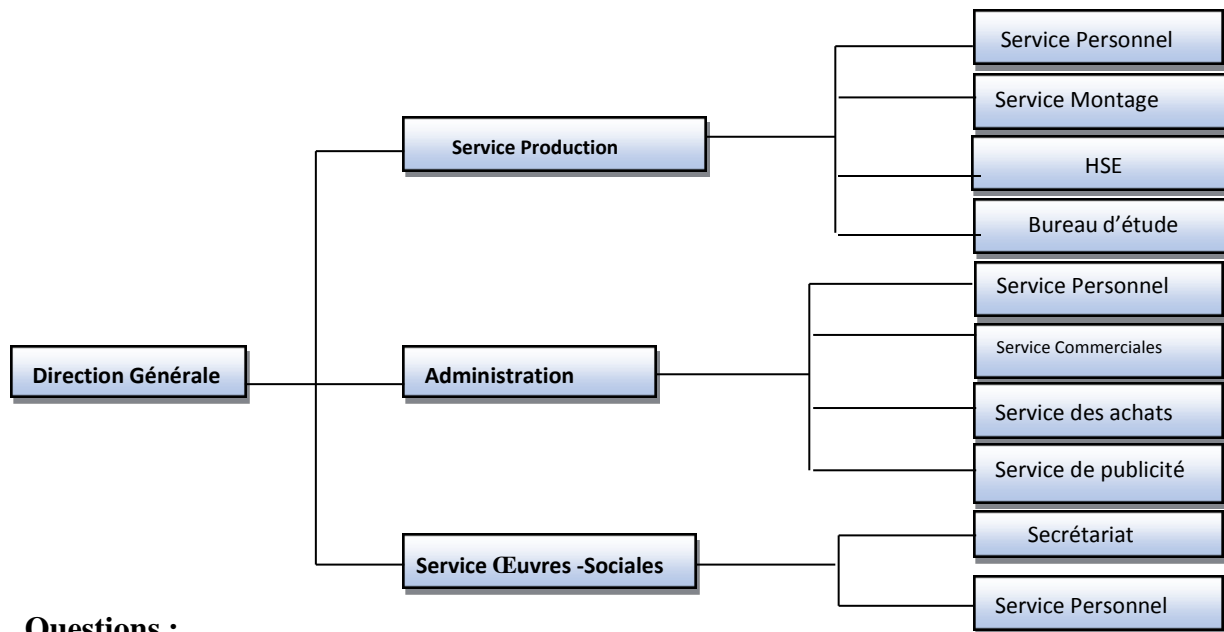 Service Personnel
Service Montage
Service Production
HSE
Bureau d'étude
Service Personnel
Service Commerciales
Direction Générale
Administration
Service des achats
Service de publicité
Secrétariat
Service Œuvres -Sociales
Service Personnel
Questions :